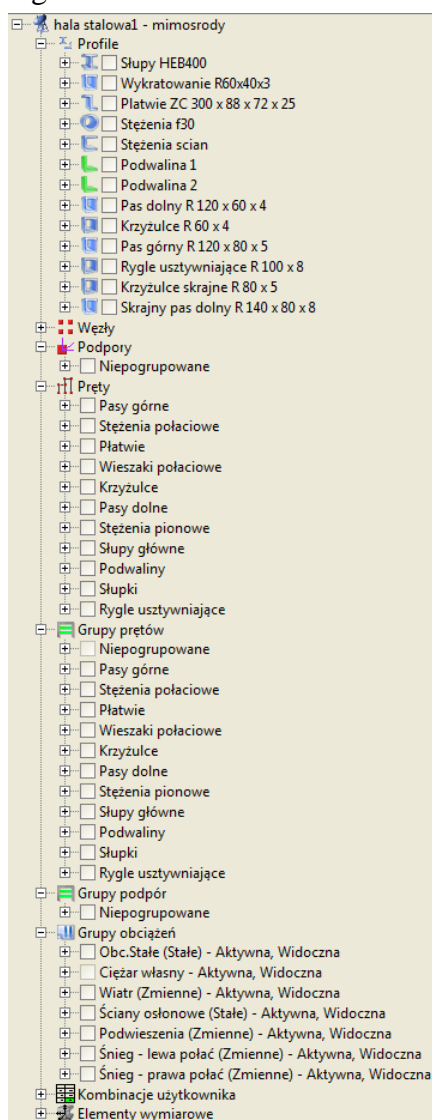 hala stalowa1 - mimosrody
Profile
Słupy HEB400
Wykratowanie R60x40x3
Platwie ZC 300 x 88 x 72 x 25
Stężenia f30
Stężenia scian
Podwalina 1
Podwalina 2
Pas dolny R 120 x 60 x 4
Krzyżulce R 60 x 4
Pas górny R 120 x 80 x 5
Rygle usztywniające R 100 x 8
Krzyżulce skrajne R 80 x 5
Skrajny pas dolny R 140 x 80 x 8
Węzły
Podpory
Niepogrupowane
Pręty
Pasy górne
Stężenia połaciowe
Płatwie
Wieszaki połaciowe
Krzyżulce
Pasy dolne
Stężenia pionowe
Słupy główne
Podwaliny
Słupki
Rygle usztywniające
Grupy prętów
Niepogrupowane
Pasy górne
Stężenia połaciowe
Płatwie
Wieszaki połaciowe
Krzyżulce
Pasy dolne
Stężenia pionowe
Słupy główne
Podwaliny
Słupki
Rygle usztywniające
Grupy podpór
Niepogrupowane
Grupy obciążeń
Obc.Stałe (Stałe) - Aktywna, Widoczna
Ciężar własny - Aktywna, Widoczna
Wiatr (Zmienne) - Aktywna, Widoczna
Ściany osłonowe (Stałe) - Aktywna, Widoczna
Podwieszenia (Zmienne) - Aktywna, Widoczna
Śnieg - lewa połać (Zmienne) - Aktywna, Widoczna
Śnieg - prawa połać (Zmienne) - Aktywna, Widoczna
Kombinacje użytkownika
Elementy wymiarowe